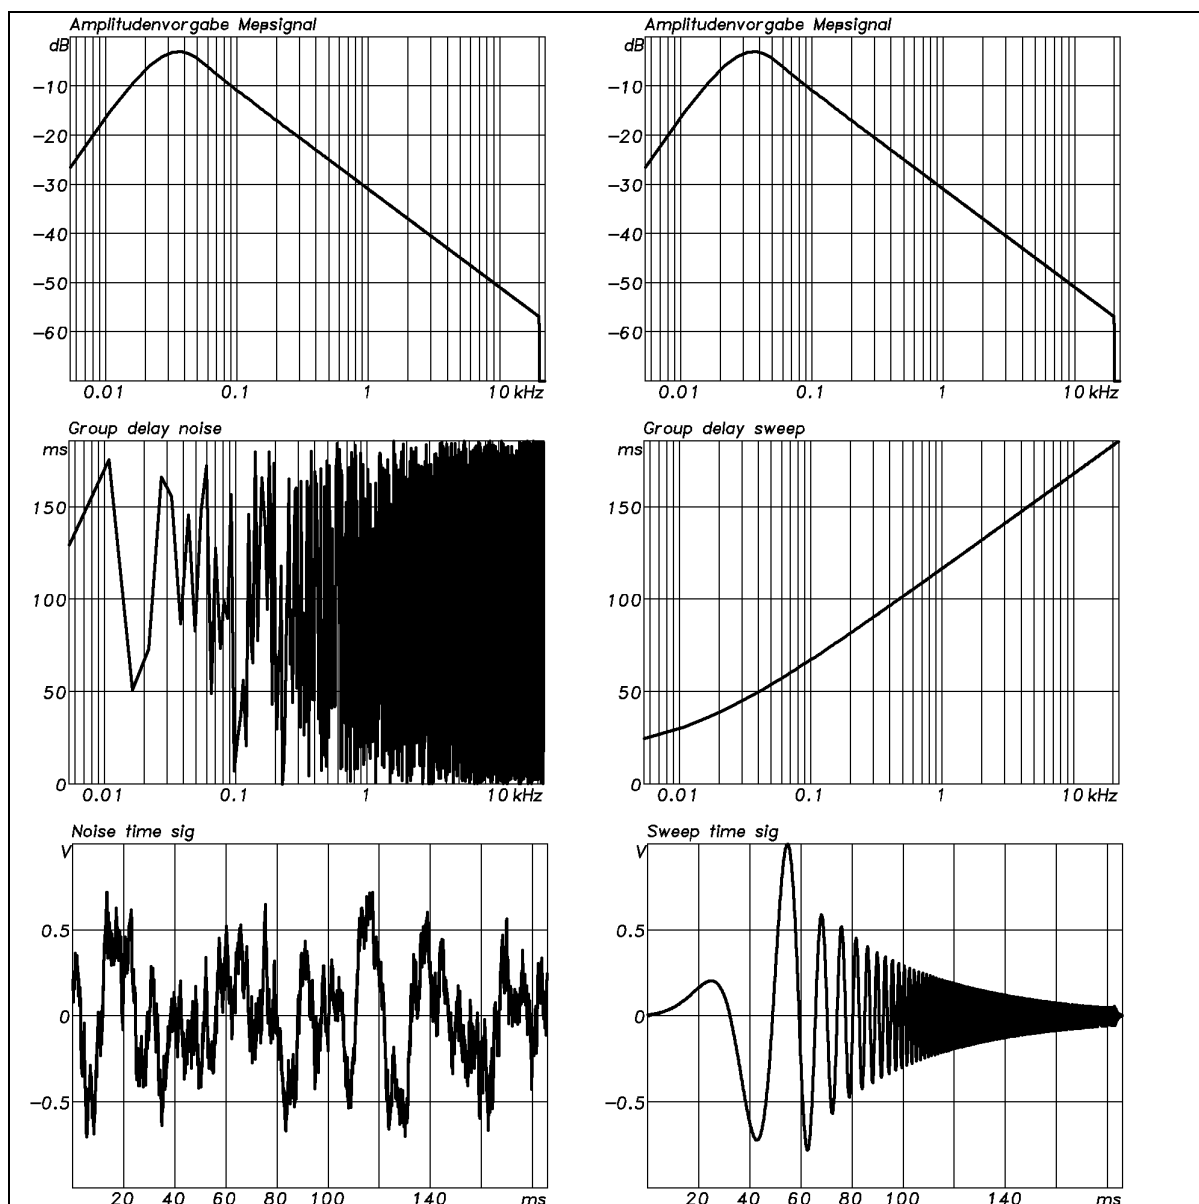 Amplitudenvorgabe Meßsignal
dB
-10
-20
-30
-40
-50
-60
0.01 0.1 1 10 kHz
Amplitudenvorgabe Meßsignal
dB
-10
-20
-30
-40
-50
-60
0.01 0.1 1 10 kHz
Group delay noise
ms
150
100
50
0
0.01 0.1 1 10 kHz
Group delay sweep
ms
150
100
50
0
0.01 0.1 1 10 kHz
Noise time sig
V
0.5
0
-0.5
20 40 60 80 100 140 ms
Sweep time sig
V
0.5
0
-0.5
20 40 60 80 100 140 ms